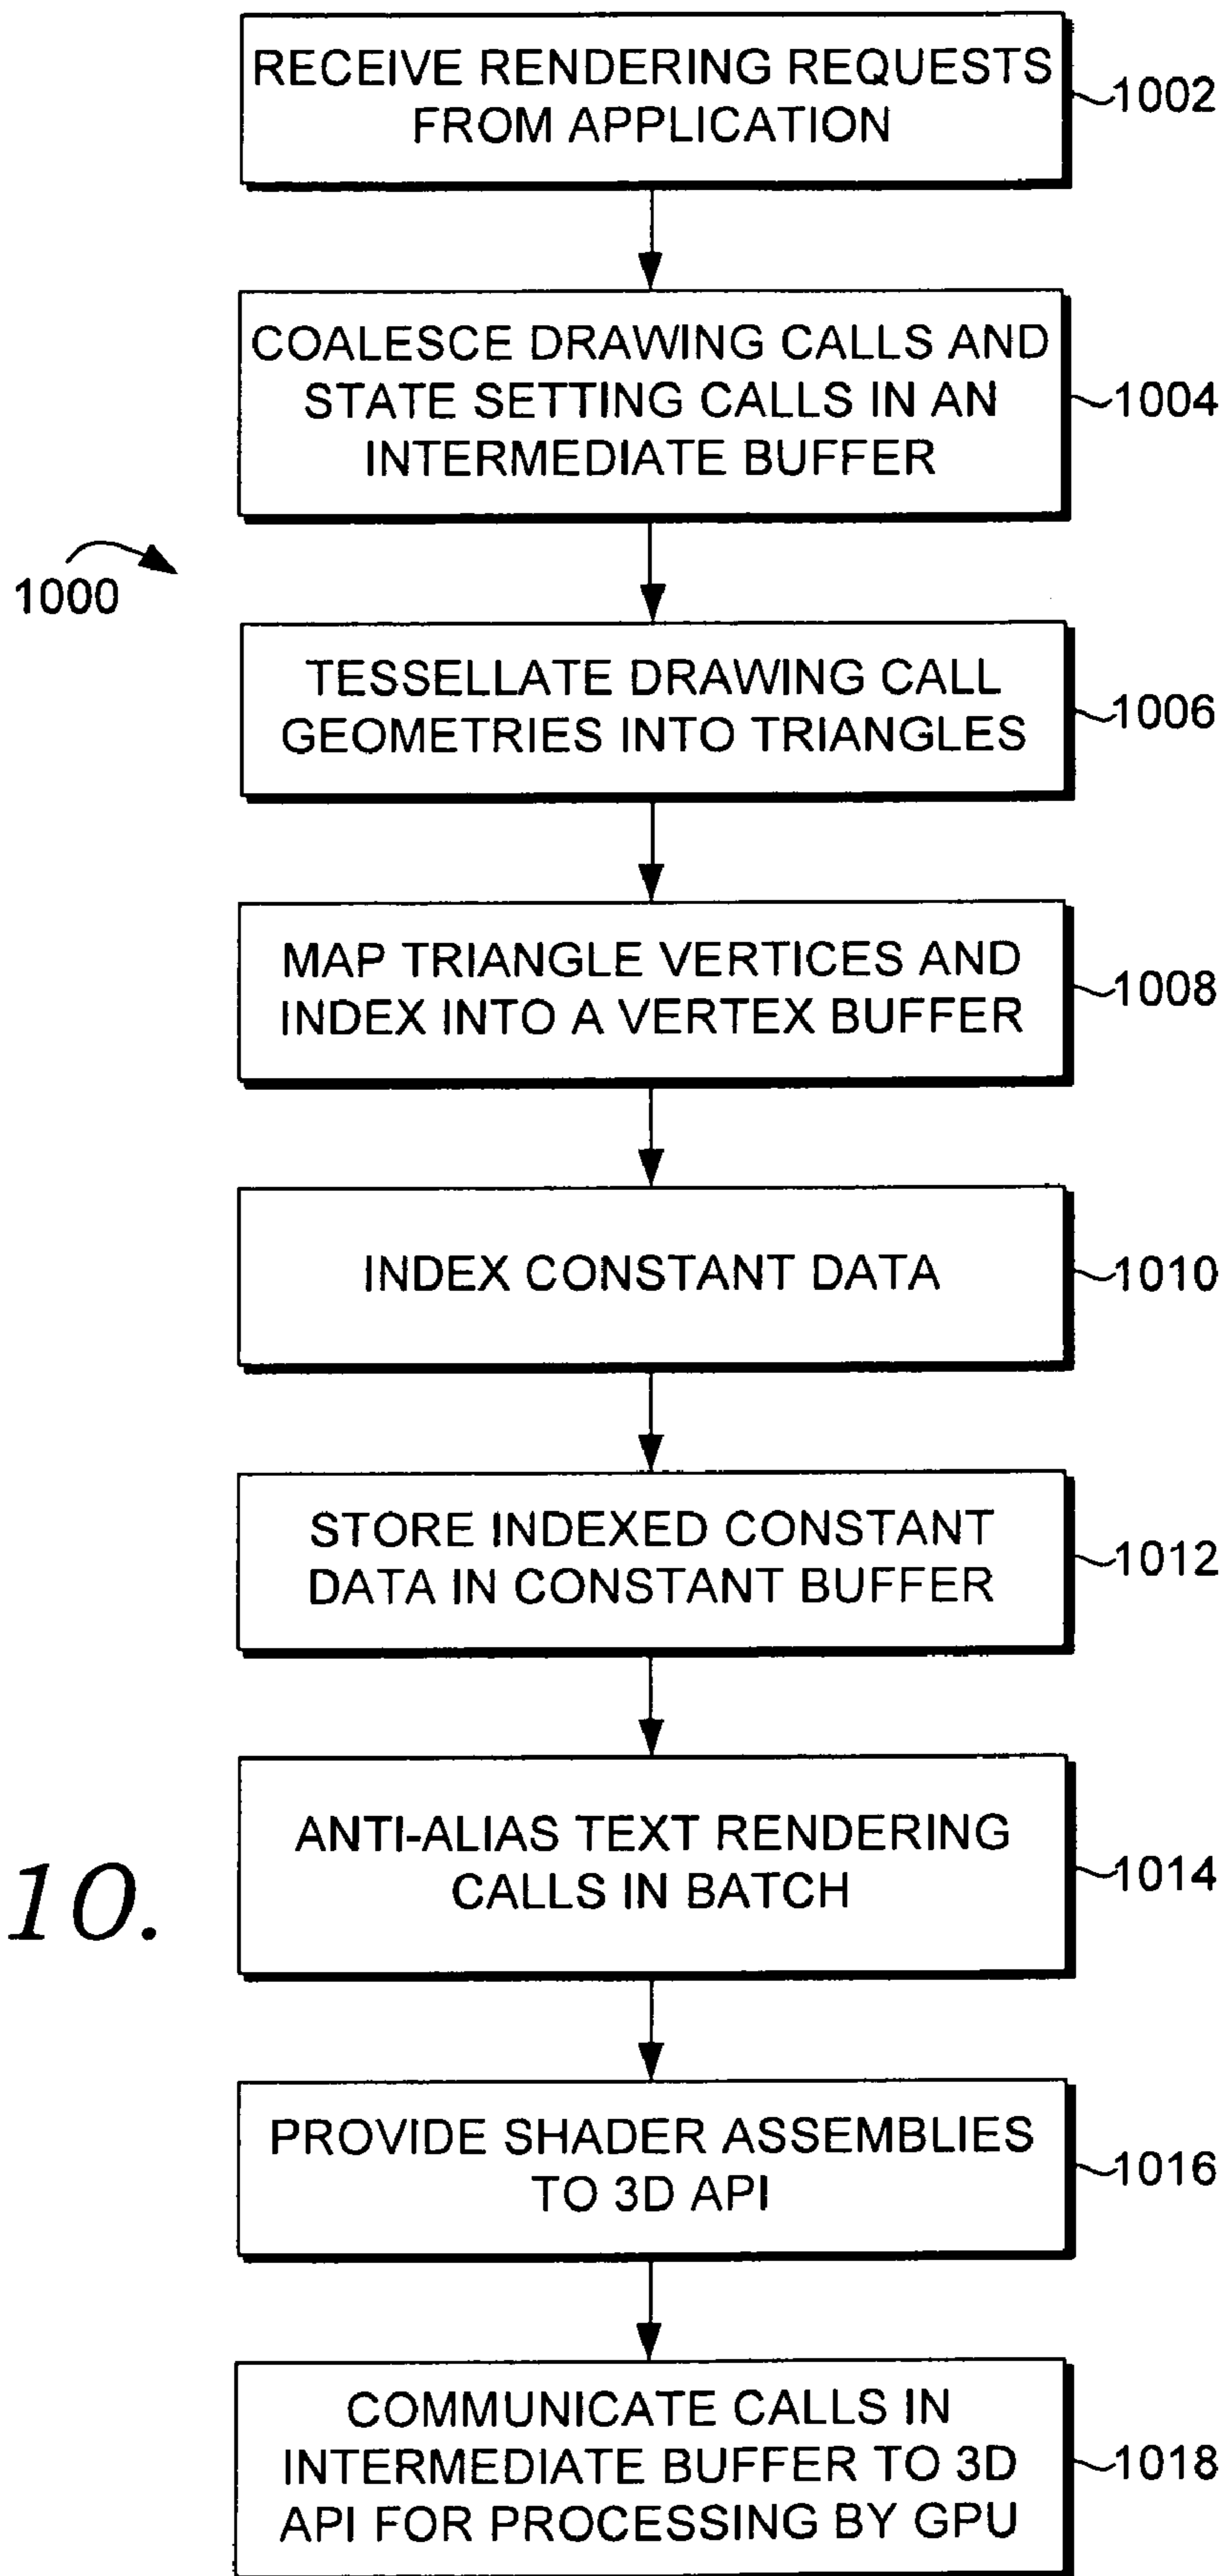 RECEIVE RENDERING REQUESTS
FROM APPLICATION
1002
COALESCE DRAWING CALLS AND
STATE SETTING CALLS IN AN
INTERMEDIATE BUFFER
1004
1000
TESSELLATE DRAWING CALL
GEOMETRIES INTO TRIANGLES
1006
MAP TRIANGLE VERTICES AND
INDEX INTO A VERTEX BUFFER
1008
INDEX CONSTANT DATA
1010
STORE INDEXED CONSTANT
DATA IN CONSTANT BUFFER
1012
ANTI-ALIAS TEXT RENDERING
CALLS IN BATCH
1014
10.
PROVIDE SHADER ASSEMBLIES
TO 3D API
1016
COMMUNICATE CALLS IN
INTERMEDIATE BUFFER TO 3D
API FOR PROCESSING BY GPU
1018